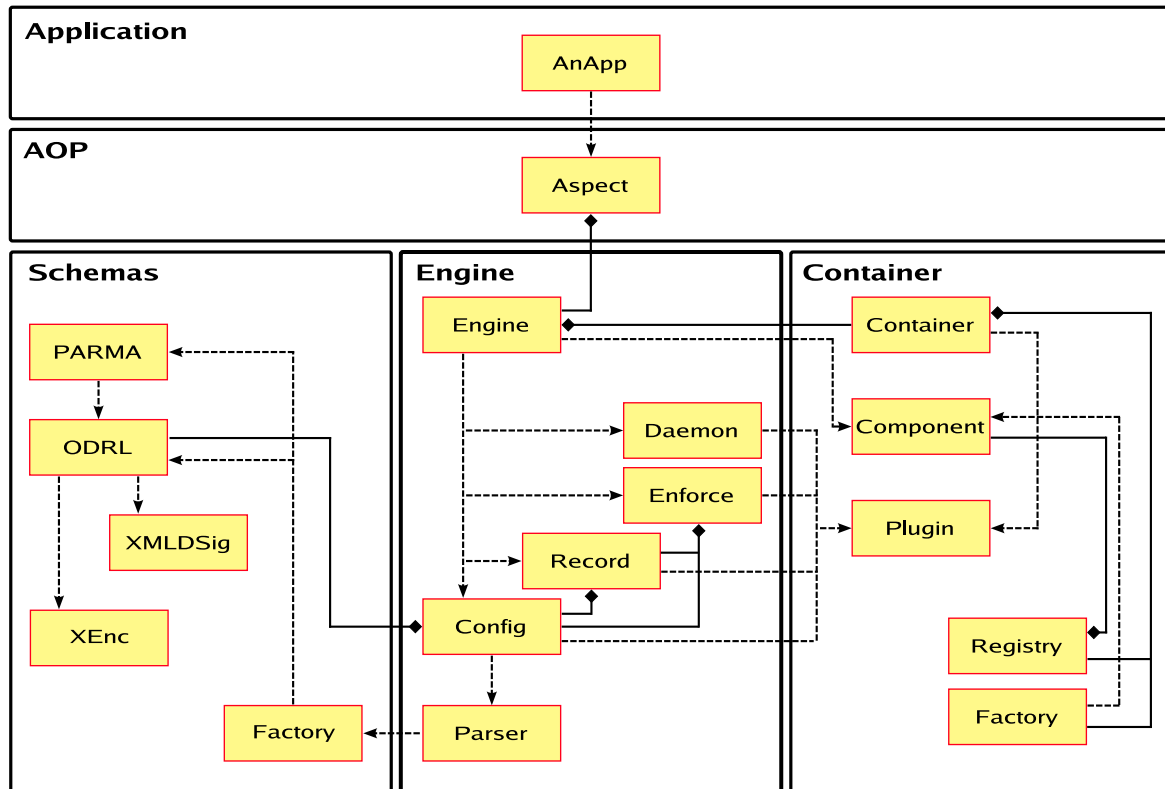 Application
AnApp
AOP
Aspect
Schemas
PARMA
ODRL
XMLDSig
XEnc
Factory
Engine
Engine
Daemon
Enforce
Record
Config
Parser
Container
Container
Component
Plugin
Registry
Factory